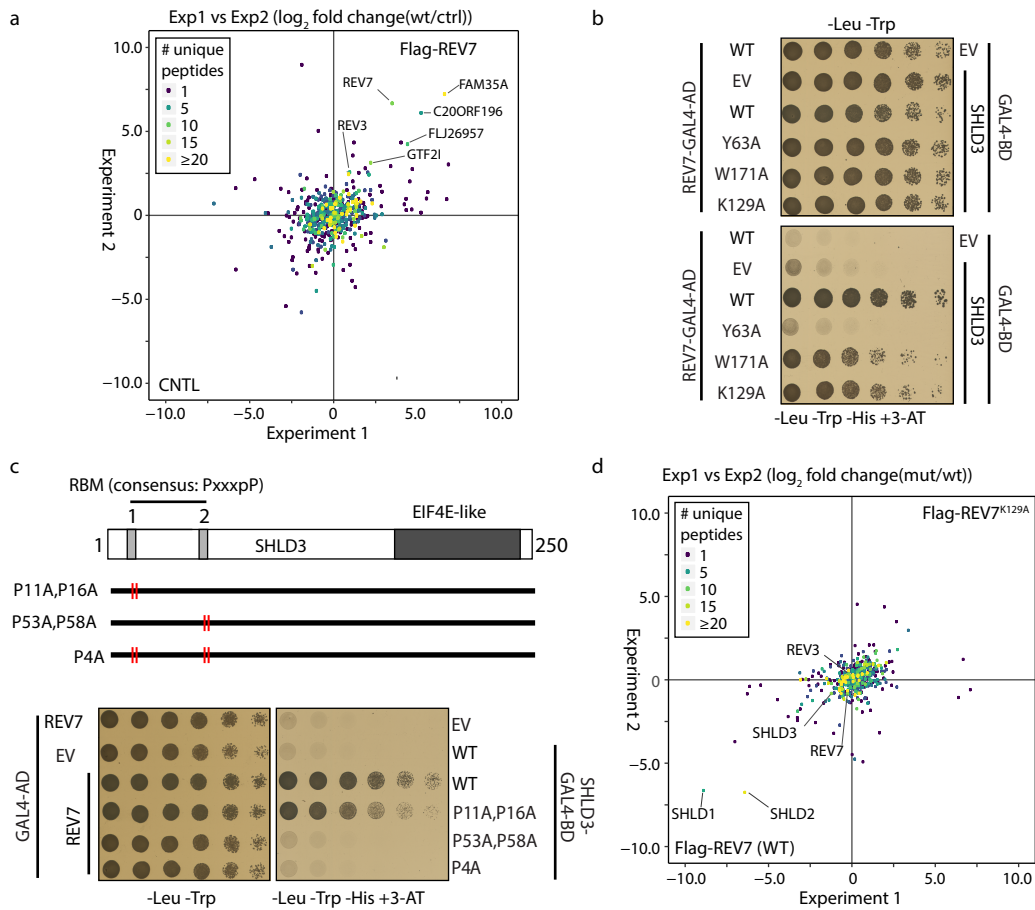 a
Exp1 vs Exp2 (log2 fold change(wt/ctrl))
10.0
5.0
0
−5.0
−10.0
Experiment 2
# unique
peptides
1
5
10
15
≥20
Flag-REV7
REV7
FAM35A
C20ORF196
REV3
FLJ26957
GTF2I
CNTL
−10.0 −5.0 0 5.0 10.0
Experiment 1
b
-Leu -Trp
REV7-GAL4-AD
WT
EV
WT
Y63A
W171A
K129A
EV
SHLD3
GAL4-BD
REV7-GAL4-AD
WT
EV
WT
Y63A
W171A
K129A
EV
SHLD3
GAL4-BD
-Leu -Trp -His +3-AT
c
RBM (consensus: PxxxpP)
1 2
EIF4E-like
1 SHLD3 250
P11A,P16A
P53A,P58A
P4A
GAL4-AD
REV7
EV
REV7
EV
WT
WT
P11A,P16A
P53A,P58A
P4A
SHLD3-
GAL4-BD
-Leu -Trp -Leu -Trp -His +3-AT
d
Exp1 vs Exp2 (log2 fold change(mut/wt))
10.0
5.0
0
−5.0
−10.0
Experiment 2
# unique
peptides
1
5
10
15
≥20
Flag-REV7K129A
REV3
SHLD3
REV7
SHLD1
SHLD2
Flag-REV7 (WT)
−10.0 −5.0 0 5.0 10.0
Experiment 1